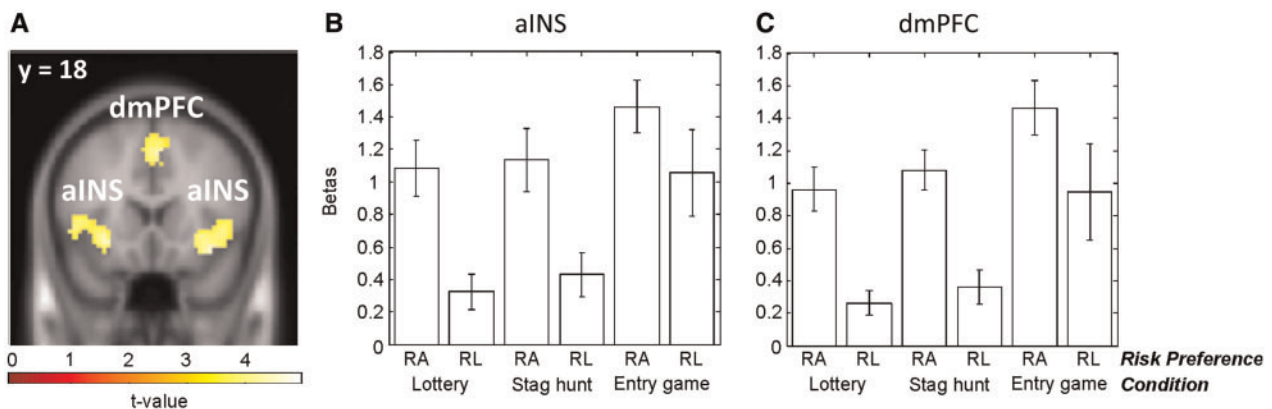 A
y = 18
dmPFC
aINS aINS
0 1 2 3 4
t-value
B aINS
Betas
1.8
1.6
1.4
1.2
1
0.8
0.6
0.4
0.2
0
RA RL RA RL RA RL
Lottery Stag hunt Entry game
C dmPFC
1.8
1.6
1.4
1.2
1
0.8
0.6
0.4
0.2
0
RA RL RA RL RA RL Risk Preference
Lottery Stag hunt Entry game Condition